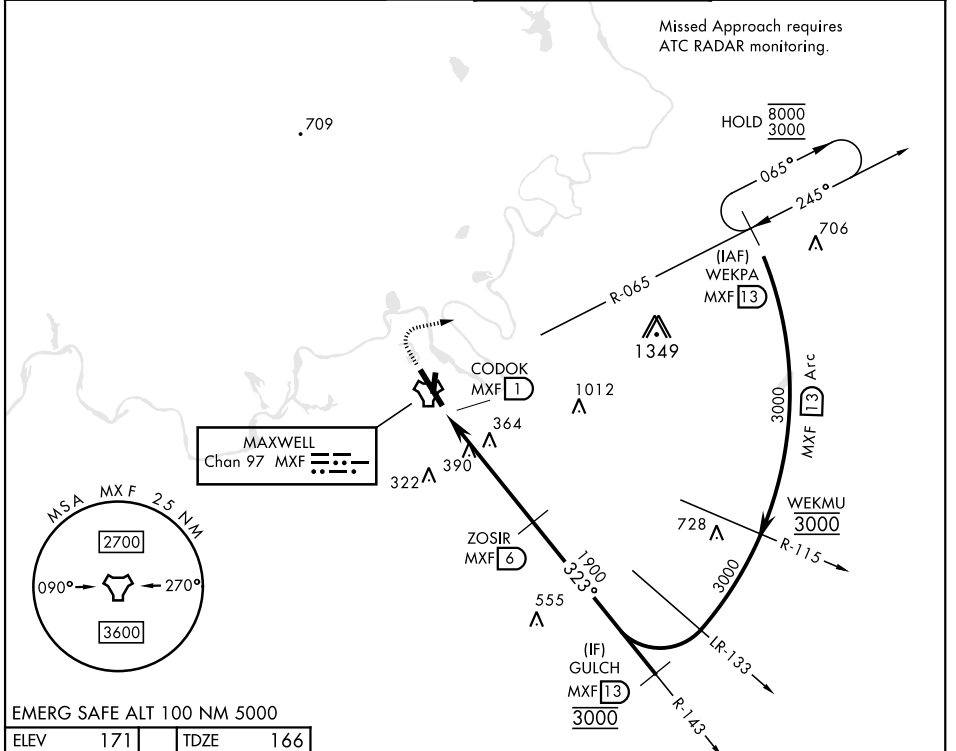 Missed Approach requires
ATC RADAR monitoring.
709
HOLD 8000
3000
065°
245°
706
(IAF)
WEKPA
MXF 13
R-065
1349
CODOK
MXF 1
1012
3000
MXF 13 Arc
364
MAXWELL
Chan 97 MXF
390
322
MSA MXF 25 NM
2700
090°
270°
3600
728
WEKMU
3000
R-115
ZOSIR
MXF 6
1900
323°
3000
555
LR-133
(IF)
GULCH
MXF 13
3000
R-143
EMERG SAFE ALT 100 NM 5000
ELEV 171 TDZE 166